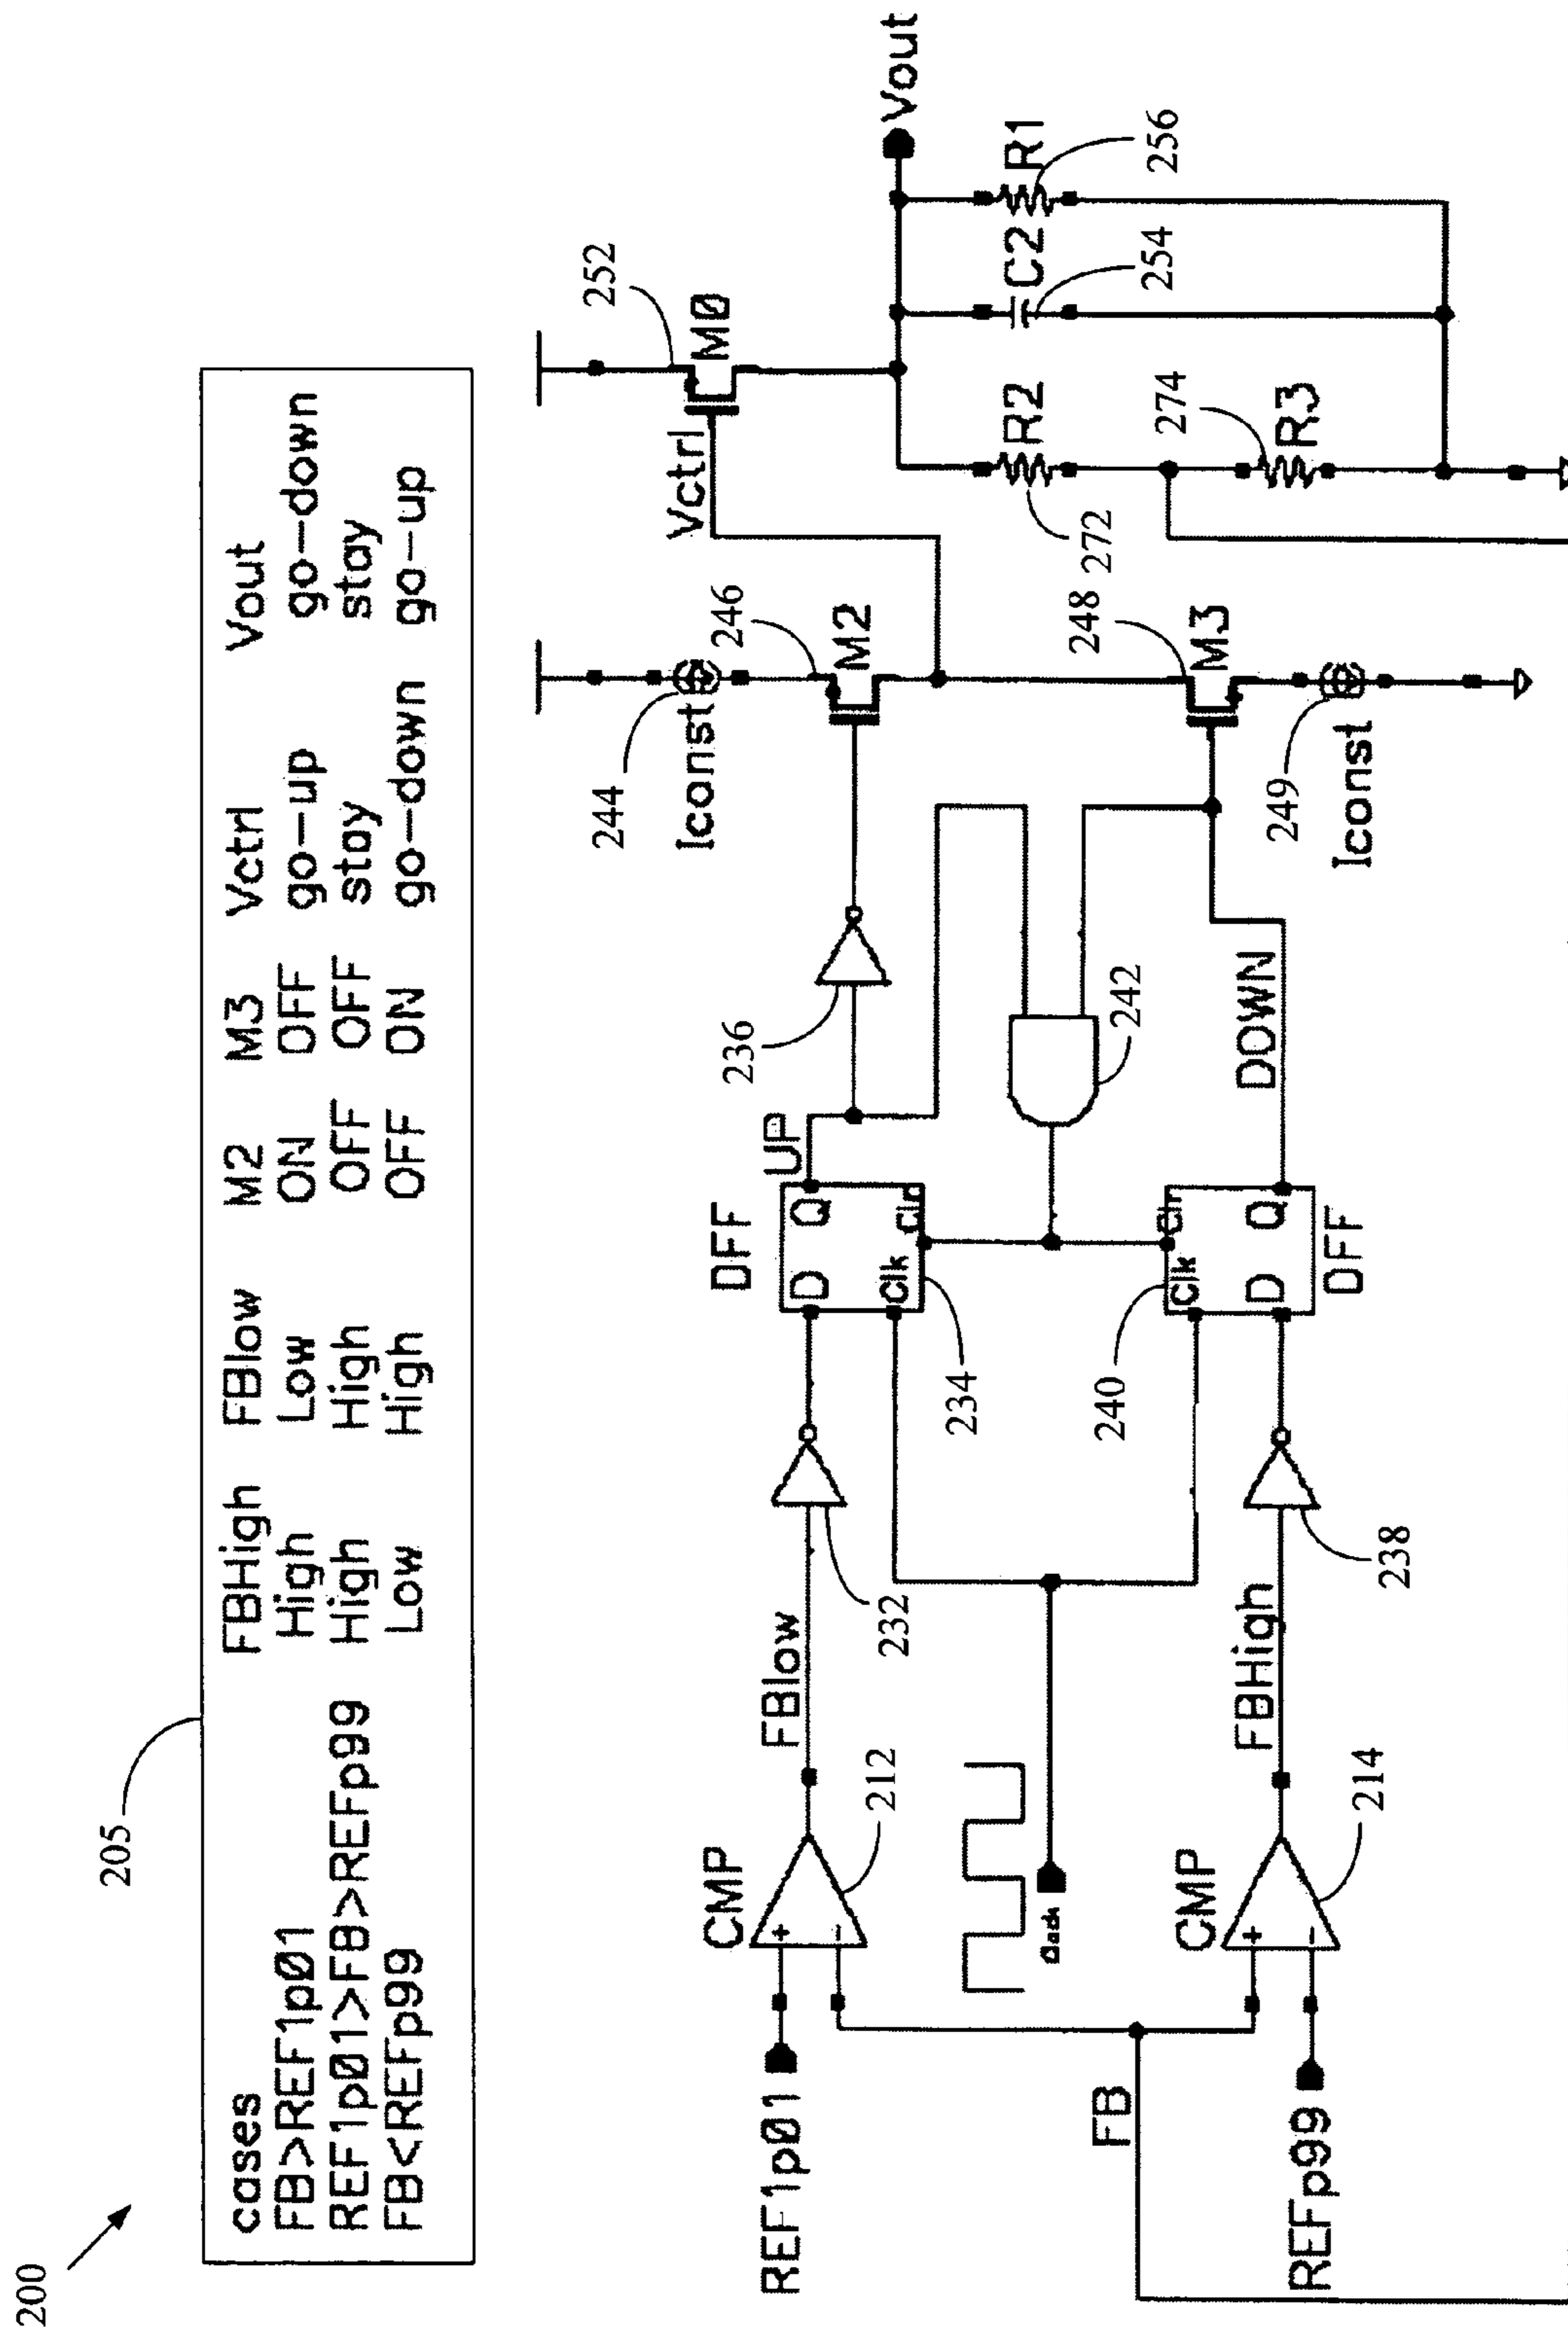 200
205
cases FBHigh FBlow M2 M3 Vctrl Vout
FB>REF1p01 High Low ON OFF go-up go-down
REF1p01>FB>REFp99 High High OFF OFF stay stay
FB<REFp99 Low High OFF ON go-down go-up
252
M0
Vctrl
Vout
246
244
Iconst
M2
R2
C2
R1
272
254
256
274
R3
248
M3
249
Iconst
236
UP
DFF
D
Q
Clk
Clr
234
242
240
Clk
Clr
D
Q
DFF
DOWN
232
FBlow
CMP
+
-
212
REF1p01
Clock
FB
238
FBHigh
CMP
+
-
214
REFp99